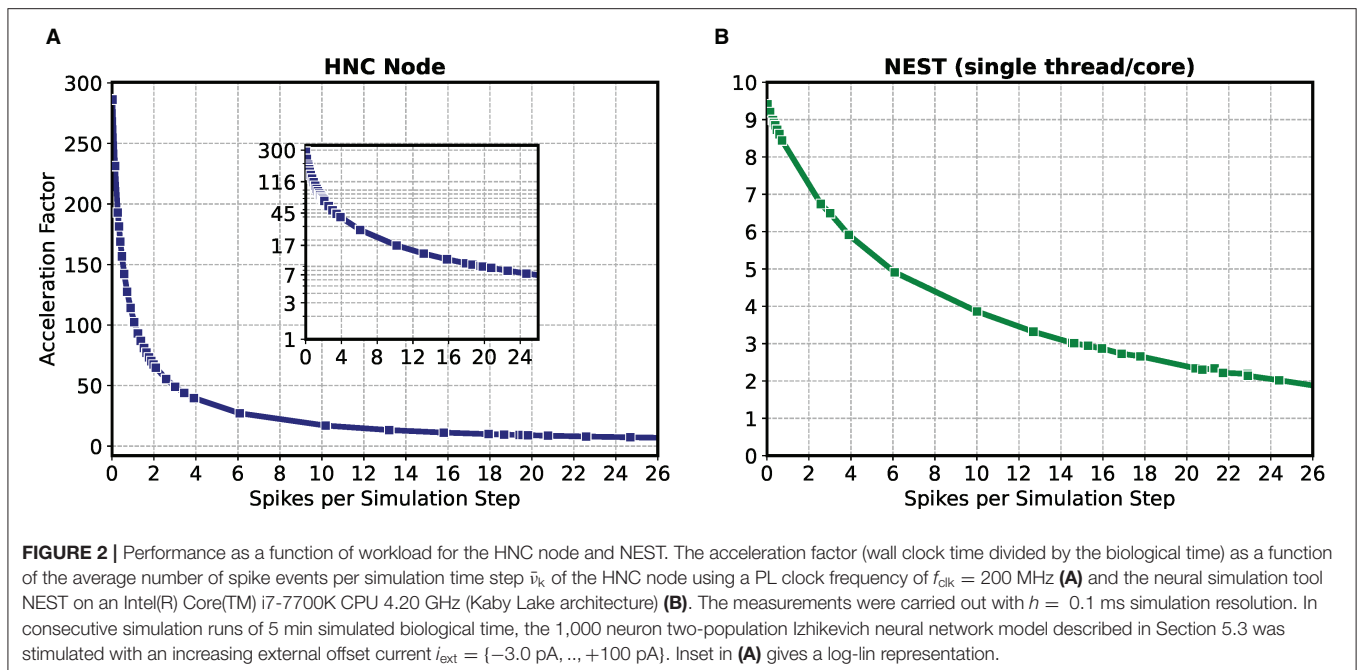 A
HNC Node
300
250
200
150
100
50
0
Acceleration Factor
0 2 4 6 8 10 12 14 16 18 20 22 24 26
Spikes per Simulation Step
300
116
45
17
7
3
1
0 4 8 12 16 20 24
B
NEST (single thread/core)
10
9
8
7
6
5
4
3
2
1
0
0 2 4 6 8 10 12 14 16 18 20 22 24 26
Spikes per Simulation Step
FIGURE 2 | Performance as a function of workload for the HNC node and NEST. The acceleration factor (wall clock time divided by the biological time) as a function
of the average number of spike events per simulation time step ν̄k of the HNC node using a PL clock frequency of fclk = 200 MHz (A) and the neural simulation tool
NEST on an Intel(R) Core(TM) i7-7700K CPU 4.20 GHz (Kaby Lake architecture) (B). The measurements were carried out with h = 0.1 ms simulation resolution. In
consecutive simulation runs of 5 min simulated biological time, the 1,000 neuron two-population Izhikevich neural network model described in Section 5.3 was
stimulated with an increasing external offset current iext = {−3.0 pA, .., +100 pA}. Inset in (A) gives a log-lin representation.